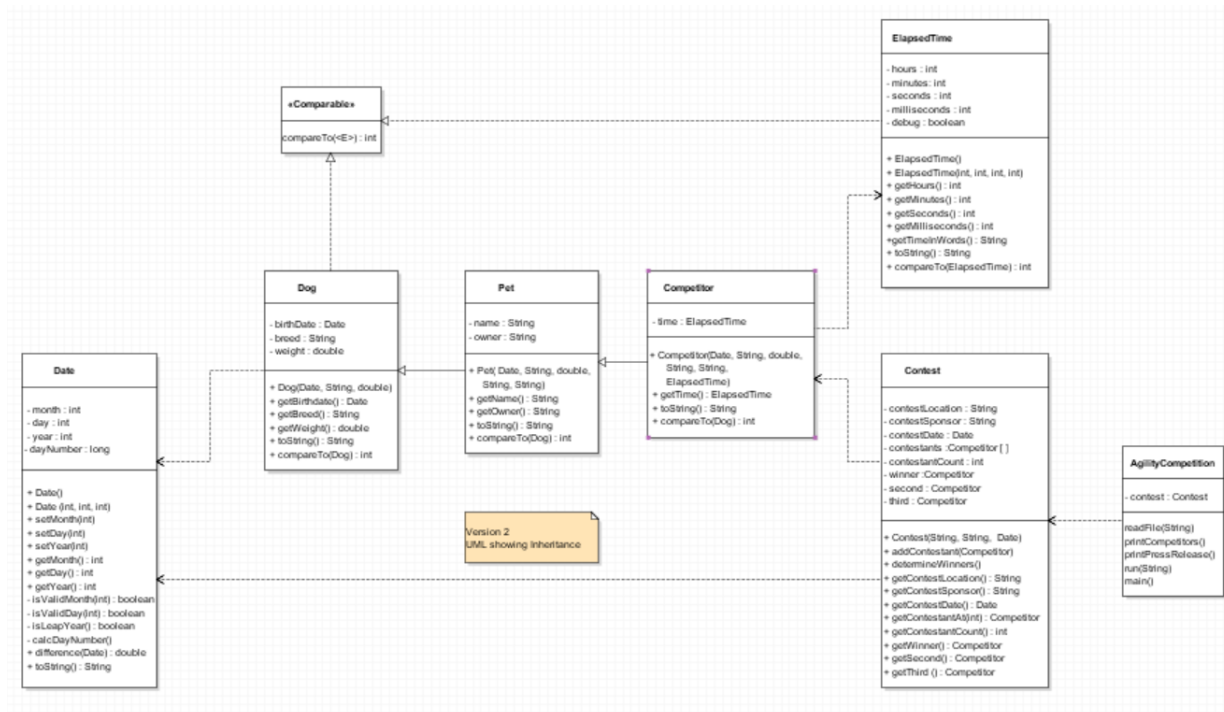 ElapsedTime
- hours : int
- minutes: int
- seconds : int
- milliseconds : int
- debug : boolean
+ ElapsedTime()
+ ElapsedTime(int, int, int, int)
+ getHours() : int
+ getMinutes() : int
+ getSeconds() : int
+ getMilliseconds() : int
+getTimeInWords() : String
+ toString() : String
+ compareTo(ElapsedTime) : int
«Comparable»
compareTo(<E>) : int
Dog
- birthDate : Date
- breed : String
- weight : double
+ Dog(Date, String, double)
+ getBirthdate() : Date
+ getBreed() : String
+ getWeight() : double
+ toString() : String
+ compareTo(Dog) : int
Pet
- name : String
- owner : String
+ Pet( Date, String, double,
String, String)
+ getName() : String
+ getOwner() : String
+ toString() : String
+ compareTo(Dog) : int
Competitor
- time : ElapsedTime
+ Competitor(Date, String, double,
String, String,
ElapsedTime)
+ getTime() : ElapsedTime
+ toString() : String
+ compareTo(Dog) : int
Date
- month : int
- day : int
- year : int
- dayNumber : long
+ Date()
+ Date (int, int, int)
+ setMonth(int)
+ setDay(int)
+ setYear(int)
+ getMonth() : int
+ getDay() : int
+ getYear() : int
- isValidMonth(int) : boolean
- isValidDay(int) : boolean
- isLeapYear() : boolean
- calcDayNumber()
+ difference(Date) : double
+ toString() : String
Version 2
UML showing Inheritance
Contest
- contestLocation : String
- contestSponsor : String
- contestDate : Date
- contestants :Competitor [ ]
- contestantCount : int
- winner :Competitor
- second : Competitor
- third : Competitor
+ Contest(String, String, Date)
+ addContestant(Competitor)
+ determineWinners()
+ getContestLocation() : String
+ getContestSponsor() : String
+ getContestDate() : Date
+ getContestantAt(int) : Competitor
+ getContestantCount() : int
+ getWinner() : Competitor
+ getSecond() : Competitor
+ getThird () : Competitor
AgilityCompetition
- contest : Contest
readFile(String)
printCompetitors()
printPressRelease()
run(String)
main()